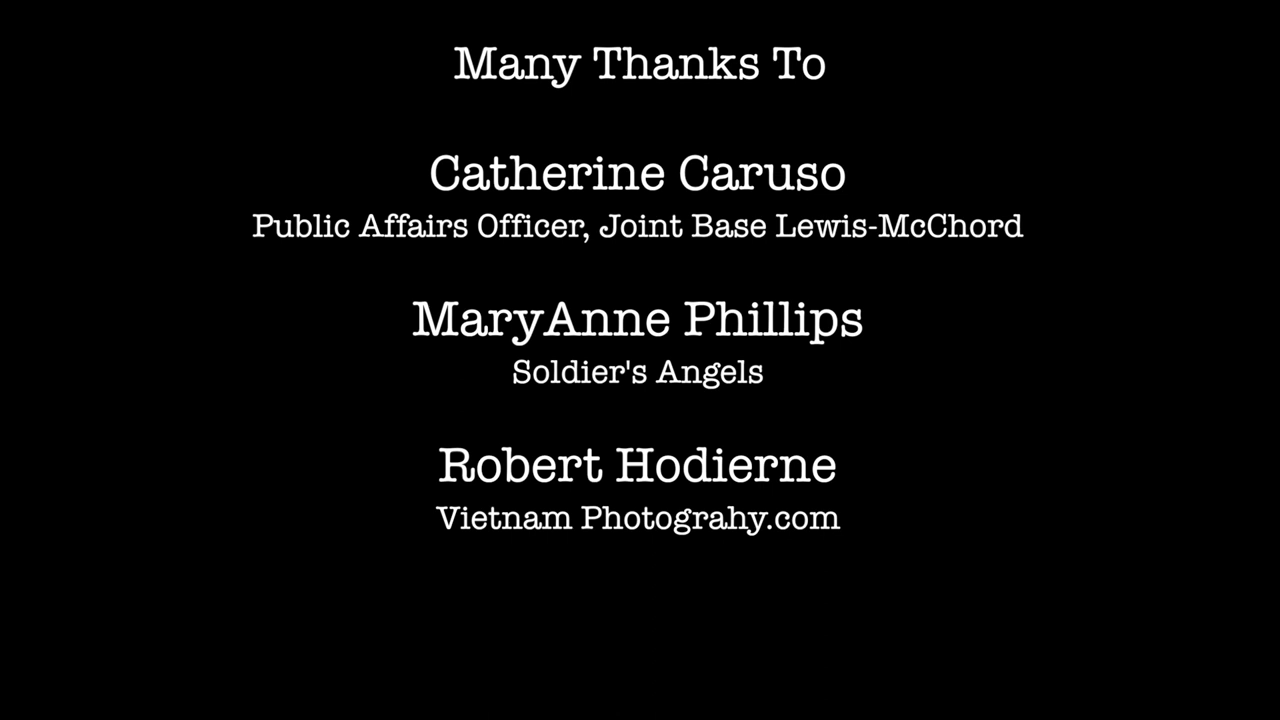 Many Thanks To
Catherine Caruso
Public Affairs Officer, Joint Base Lewis-McChord
MaryAnne Phillips
Soldier's Angels
Robert Hodierne
Vietnam Photograhy.com